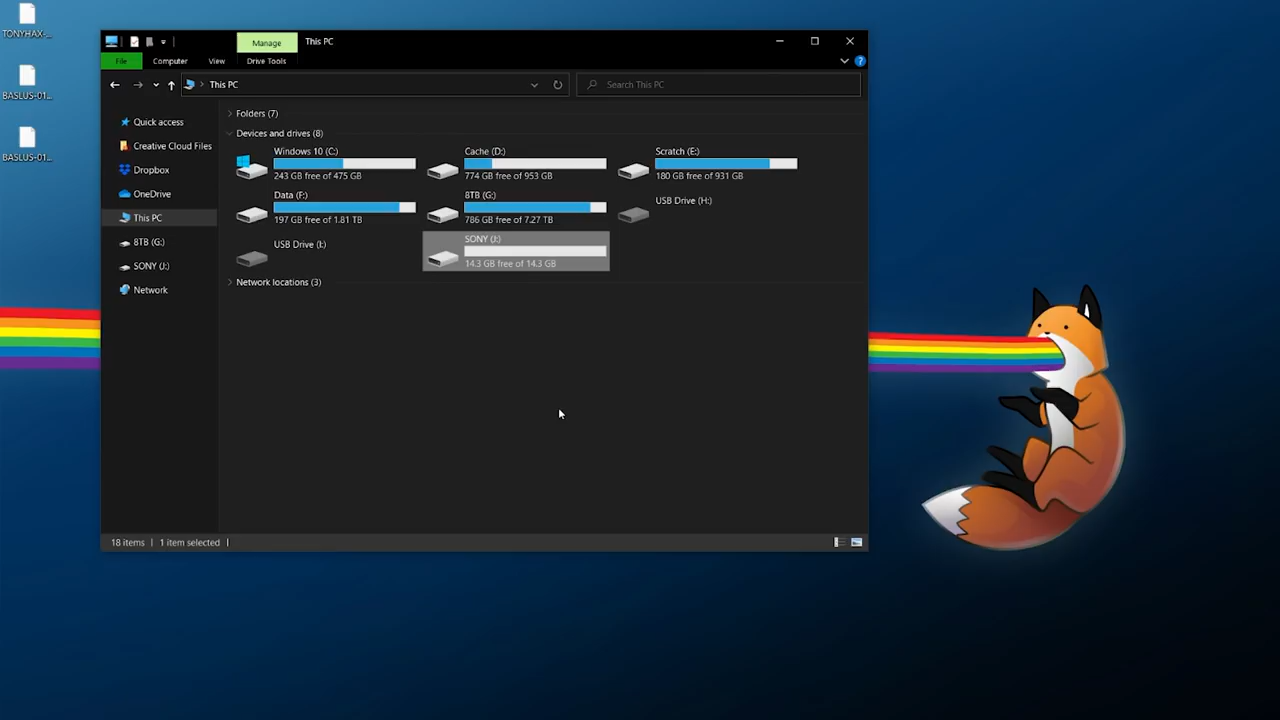 TONYHAX-...
BASLUS-01...
BASLUS-01...
Manage
This PC
File
Computer
View
Drive Tools
This PC
Search This PC
Quick access
Creative Cloud Files
Dropbox
OneDrive
This PC
8TB (G:)
SONY (J:)
Network
Folders (7)
Devices and drives (8)
Windows 10 (C:)
243 GB free of 475 GB
Cache (D:)
774 GB free of 953 GB
Scratch (E:)
180 GB free of 931 GB
Data (F:)
197 GB free of 1.81 TB
8TB (G:)
786 GB free of 7.27 TB
USB Drive (H:)
USB Drive (I:)
SONY (J:)
14.3 GB free of 14.3 GB
Network locations (3)
18 items
1 item selected